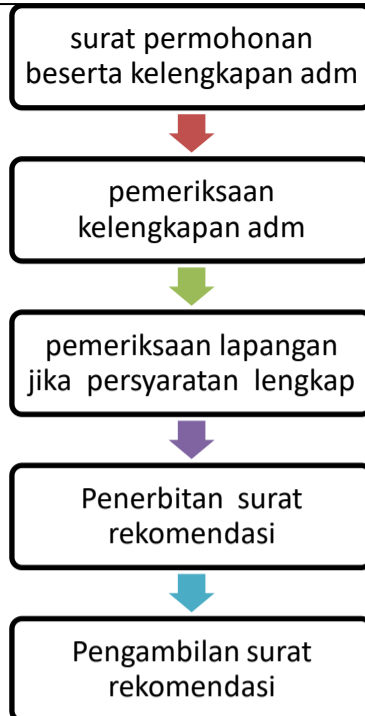 surat permohonan
beserta kelengkapan adm
pemeriksaan
kelengkapan adm
pemeriksaan lapangan
jika persyaratan lengkap
Penerbitan surat
rekomendasi
Pengambilan surat
rekomendasi